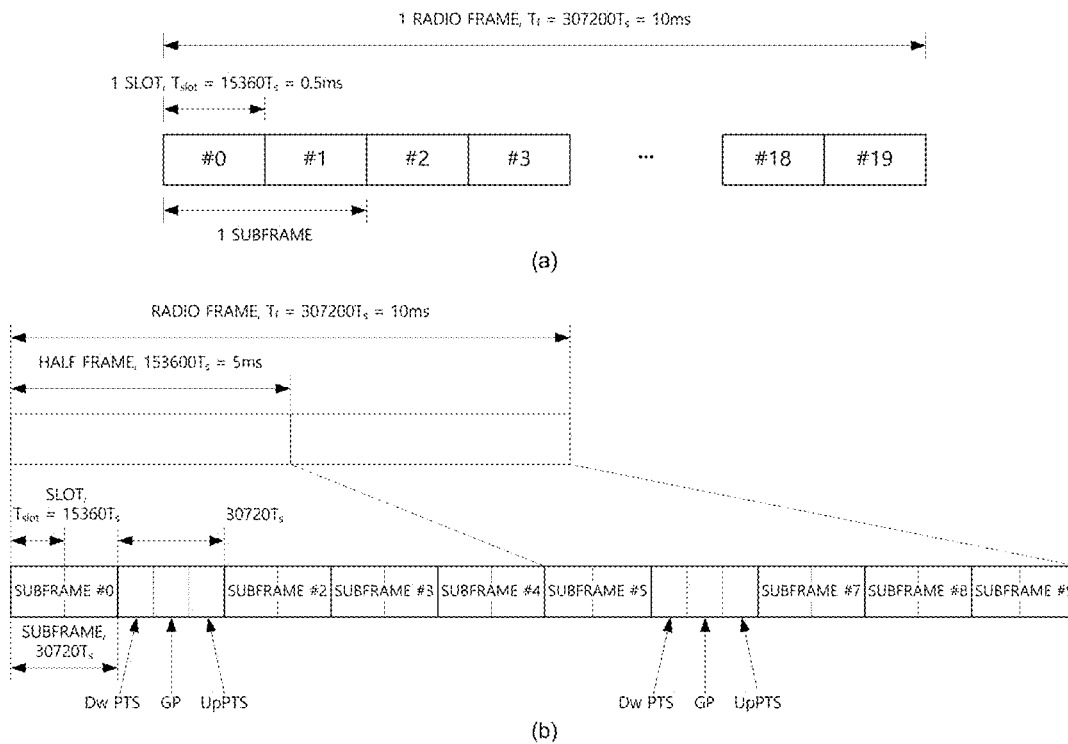 1 RADIO FRAME, Tf = 307200Ts = 10ms
1 SLOT, Tslot = 15360Ts = 0.5ms
#0 #1 #2 #3 ... #18 #19
1 SUBFRAME
(a)
RADIO FRAME, Tf = 307200Ts = 10ms
HALF FRAME, 153600Ts = 5ms
SLOT,
Tslot = 15360Ts 30720Ts
SUBFRAME #0 SUBFRAME #2 SUBFRAME #3 SUBFRAME #4 SUBFRAME #5 SUBFRAME #7 SUBFRAME #8 SUBFRAME #9
SUBFRAME,
30720Ts
Dw PTS GP UpPTS Dw PTS GP UpPTS
(b)